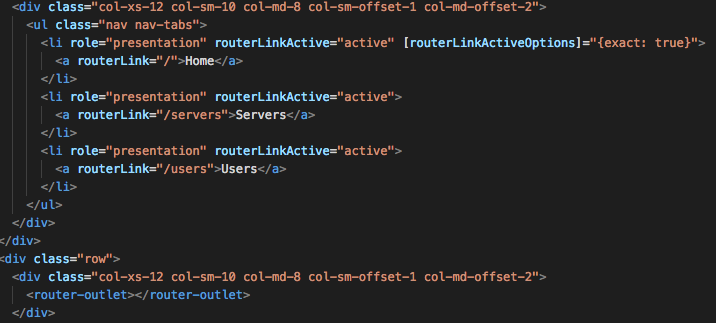 <div class="col-xs-12 col-sm-10 col-md-8 col-sm-offset-1 col-md-offset-2">
<ul class="nav nav-tabs">
<li role="presentation" routerLinkActive="active" [routerLinkActiveOptions]="{exact: true}">
<a routerLink="/">Home</a>
</li>
<li role="presentation" routerLinkActive="active">
<a routerLink="/servers">Servers</a>
</li>
<li role="presentation" routerLinkActive="active">
<a routerLink="/users">Users</a>
</li>
</ul>
</div>
</div>
<div class="row">
<div class="col-xs-12 col-sm-10 col-md-8 col-sm-offset-1 col-md-offset-2">
<router-outlet></router-outlet>
</div>